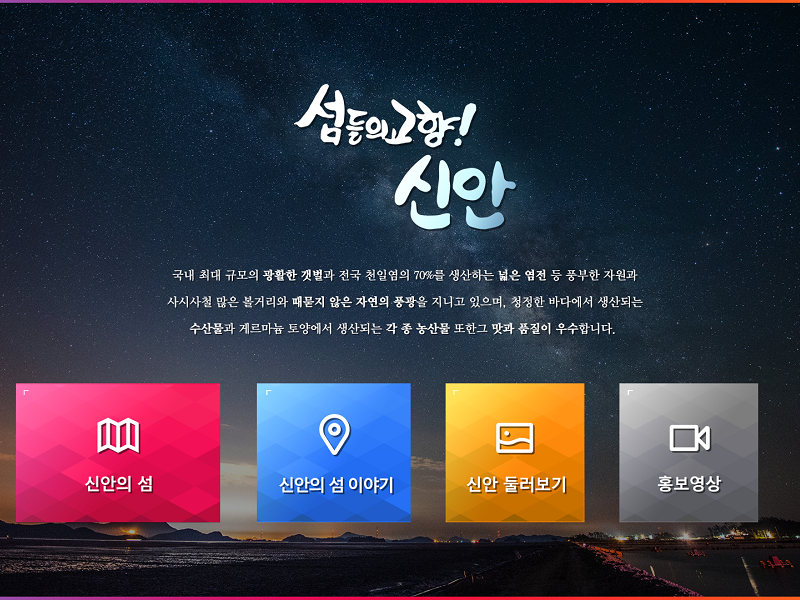 섬들의고향!
신안
국내 최대 규모의 광활한 갯벌과 전국 천일염의 70%를 생산하는 넓은 염전 등 풍부한 자원과
사시사철 많은 볼거리와 때묻지 않은 자연의 풍광을 지니고 있으며, 청정한 바다에서 생산되는
수산물과 게르마늄 토양에서 생산되는 각 종 농산물 또한그 맛과 품질이 우수합니다.
신안의 섬
신안의 섬 이야기
신안 둘러보기
홍보영상